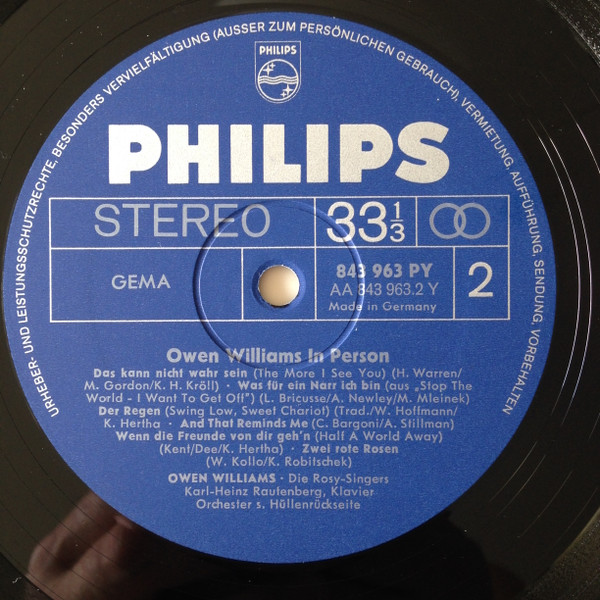 URHEBER- UND LEISTUNGSSCHUTZRECHTE, BESONDERS VERVIELFÄLTIGUNG (AUSSER ZUM PERSÖNLICHEN GEBRAUCH), VERMIETUNG, AUFFÜHRUNG, SENDUNG, VORBEHALTEN
PHILIPS
PHILIPS
STEREO 33 1/3
GEMA 843 963 PY 2
AA 843 963.2 Y
Made in Germany
Owen Williams In Person
Das kann nicht wahr sein (The More I See You) (H. Warren/
M. Gordon/K. H. Kröll) · Was für ein Narr ich bin (aus „Stop The
World - I Want To Get Off") (L. Bricusse/A. Newley/M. Mleinek)
Der Regen (Swing Low, Sweet Chariot) (Trad./W. Hoffmann/
K. Hertha · And That Reminds Me (C. Bargoni/A. Stillman)
Wenn die Freunde von dir geh'n (Half A World Away)
(Kent/Dee/K. Hertha) · Zwei rote Rosen
(W. Kollo/K. Robitschek)
OWEN WILLIAMS · Die Rosy-Singers
Karl-Heinz Rautenberg, Klavier
Orchester s. Hüllenrückseite